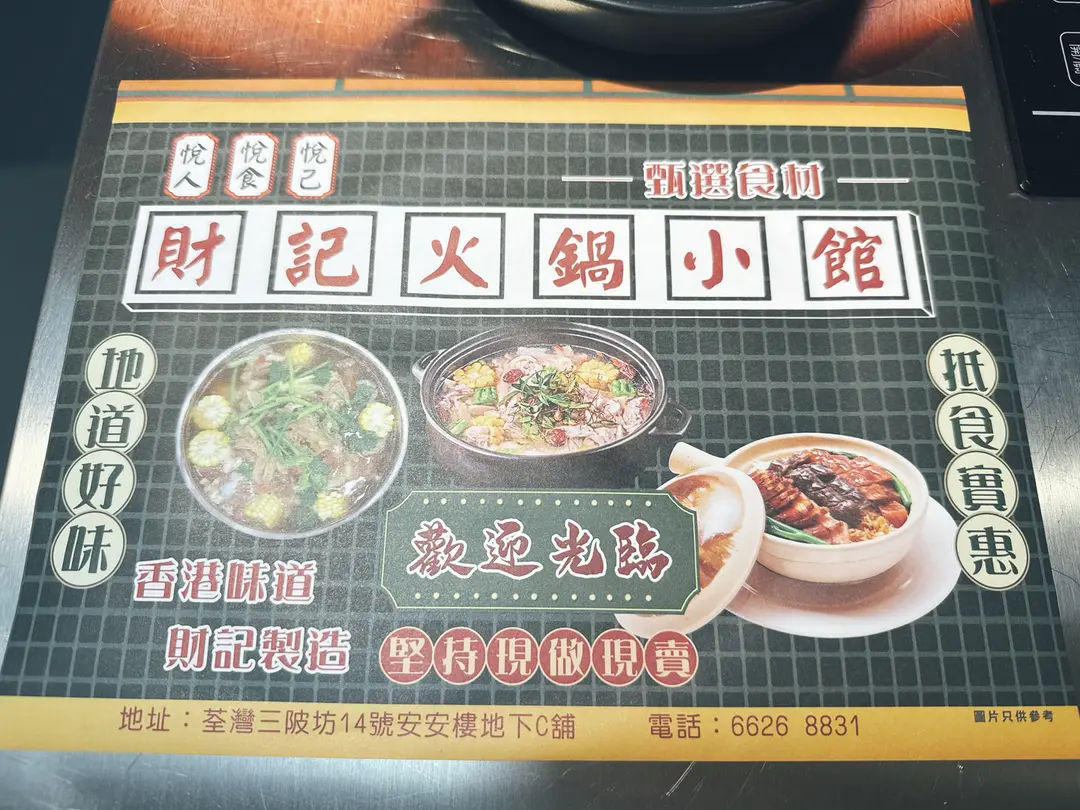 悅人 悅食 悅己
甄選食材
財記火鍋小館
地道好味
抵食實惠
歡迎光臨
香港味道
財記製造
堅持現做現賣
地址：荃灣三陂坊14號安安樓地下C舖
電話：6626 8831
圖片只供參考